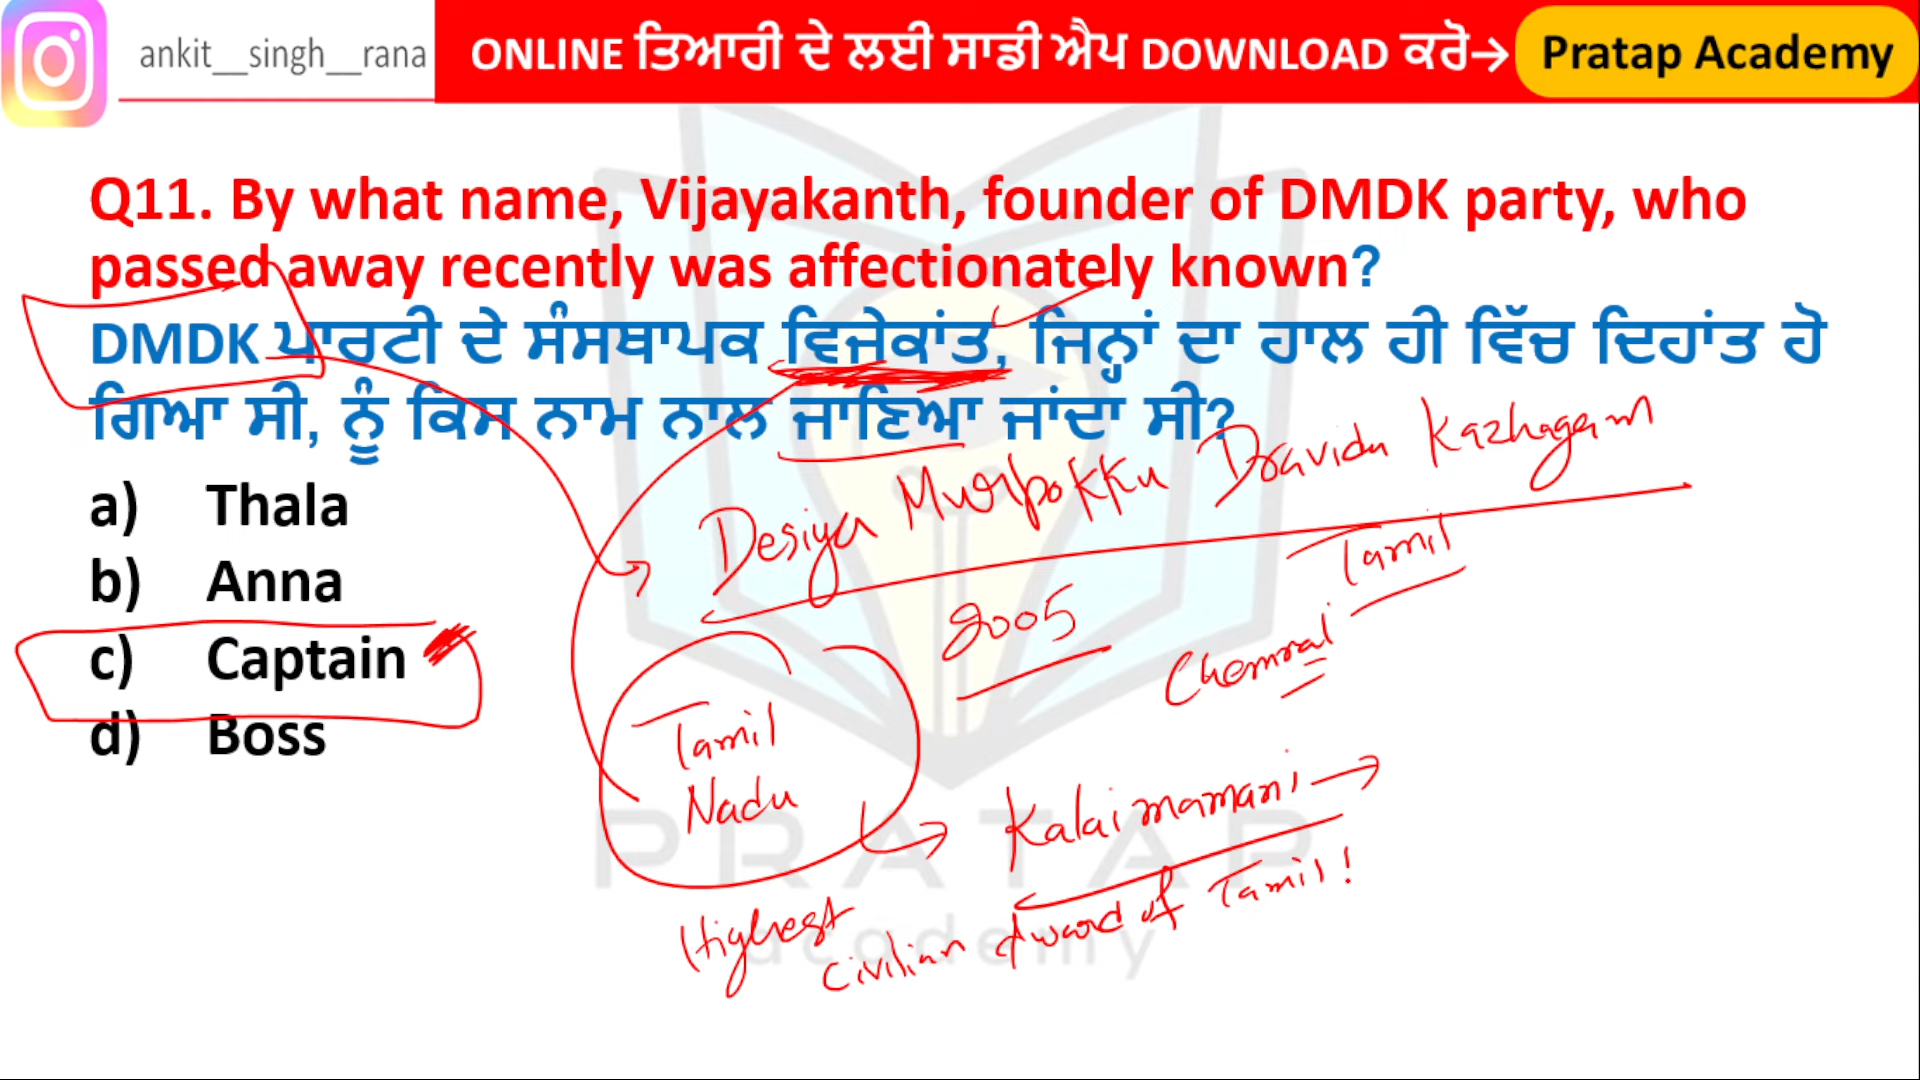 ankit__singh__rana
ONLINE ਤਿਆਰੀ ਦੇ ਲਈ ਸਾਡੀ ਐਪ DOWNLOAD ਕਰੋ→
Pratap Academy
Q11. By what name, Vijayakanth, founder of DMDK party, who
passed away recently was affectionately known?
DMDK ਪਾਰਟੀ ਦੇ ਸੰਸਥਾਪਕ ਵਿਜੇਕਾਂਤ, ਜਿਨ੍ਹਾਂ ਦਾ ਹਾਲ ਹੀ ਵਿੱਚ ਦਿਹਾਂਤ ਹੋ
ਗਿਆ ਸੀ, ਨੂੰ ਕਿਸ ਨਾਮ ਨਾਲ ਜਾਣਿਆ ਜਾਂਦਾ ਸੀ?
a) Thala
b) Anna
c) Captain
d) Boss
Desiya Murpokku Dravida Kazhagam
2005
Tamil
Chennai
Tamil
Nadu
Kalaimamani →
Highest
Civilian Award of Tamil!
PRATAP
academy